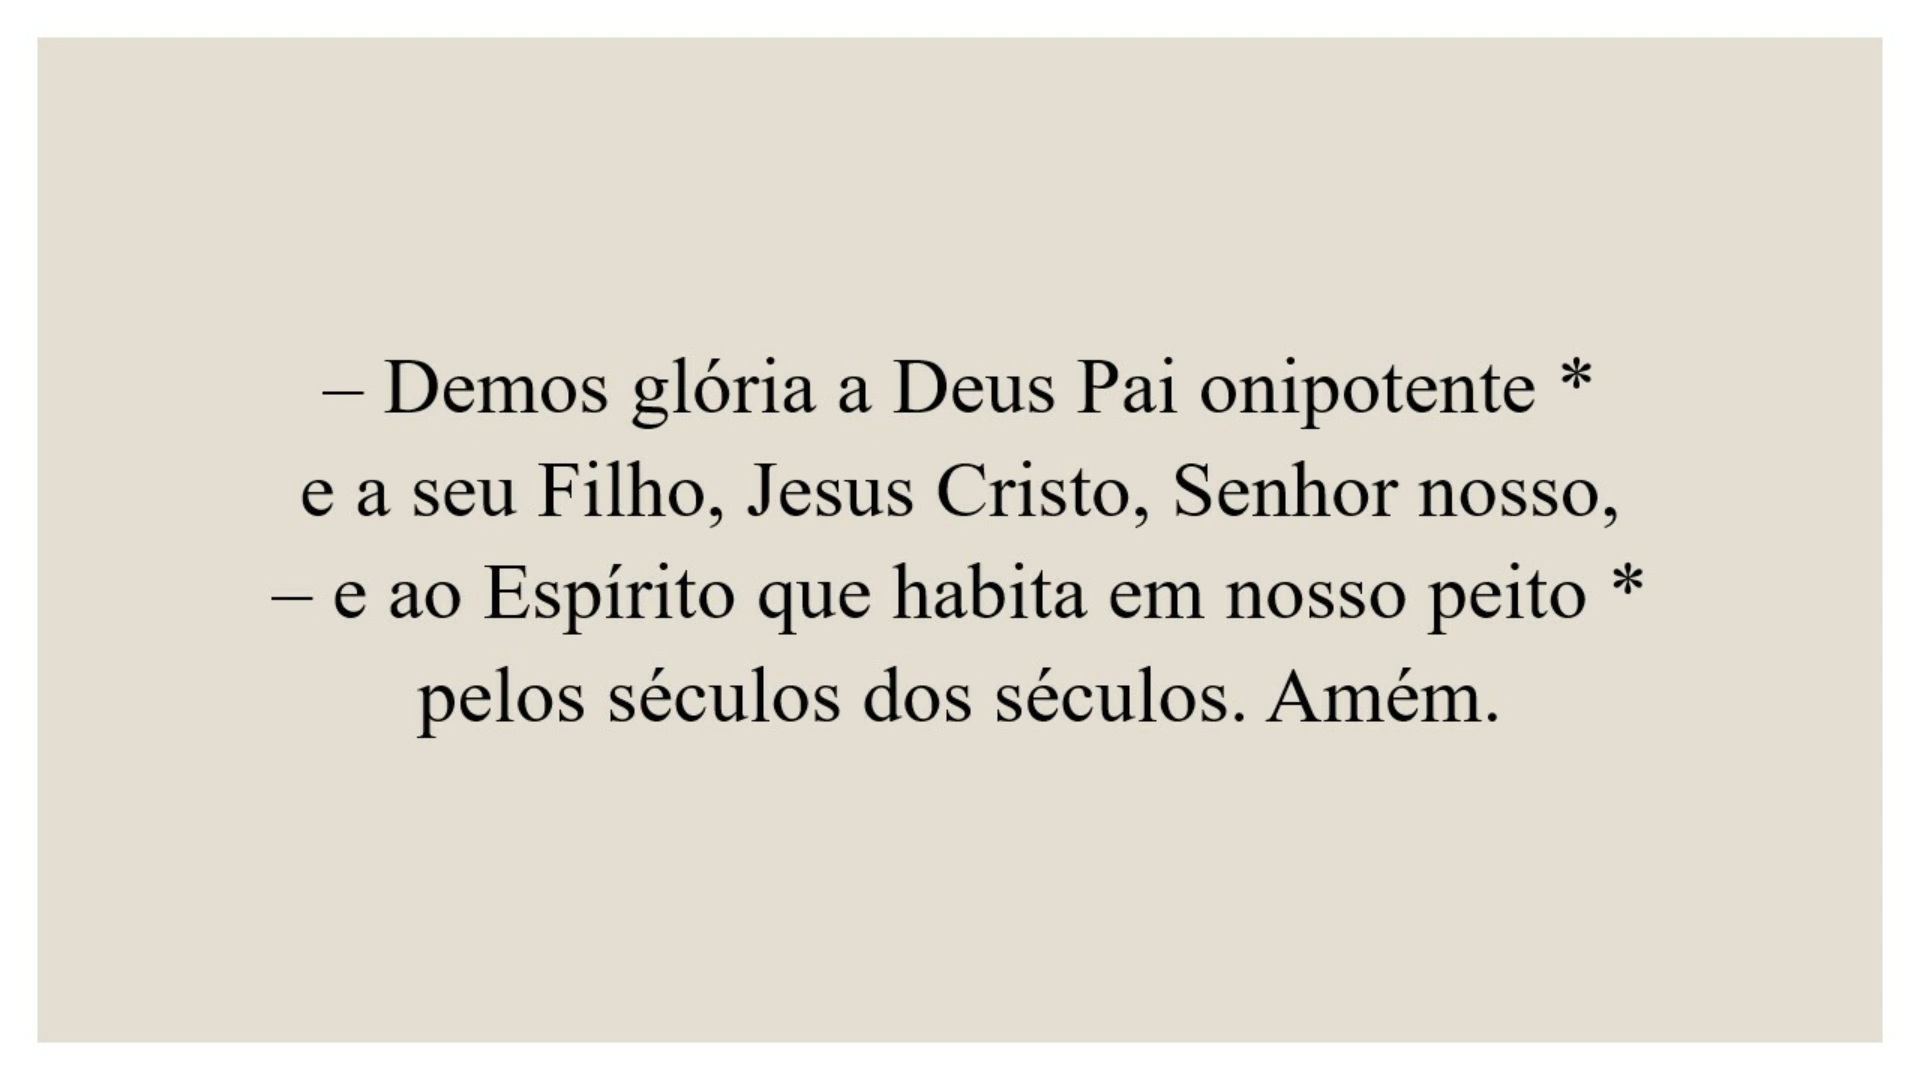 – Demos glória a Deus Pai onipotente *
e a seu Filho, Jesus Cristo, Senhor nosso,
– e ao Espírito que habita em nosso peito *
pelos séculos dos séculos. Amém.